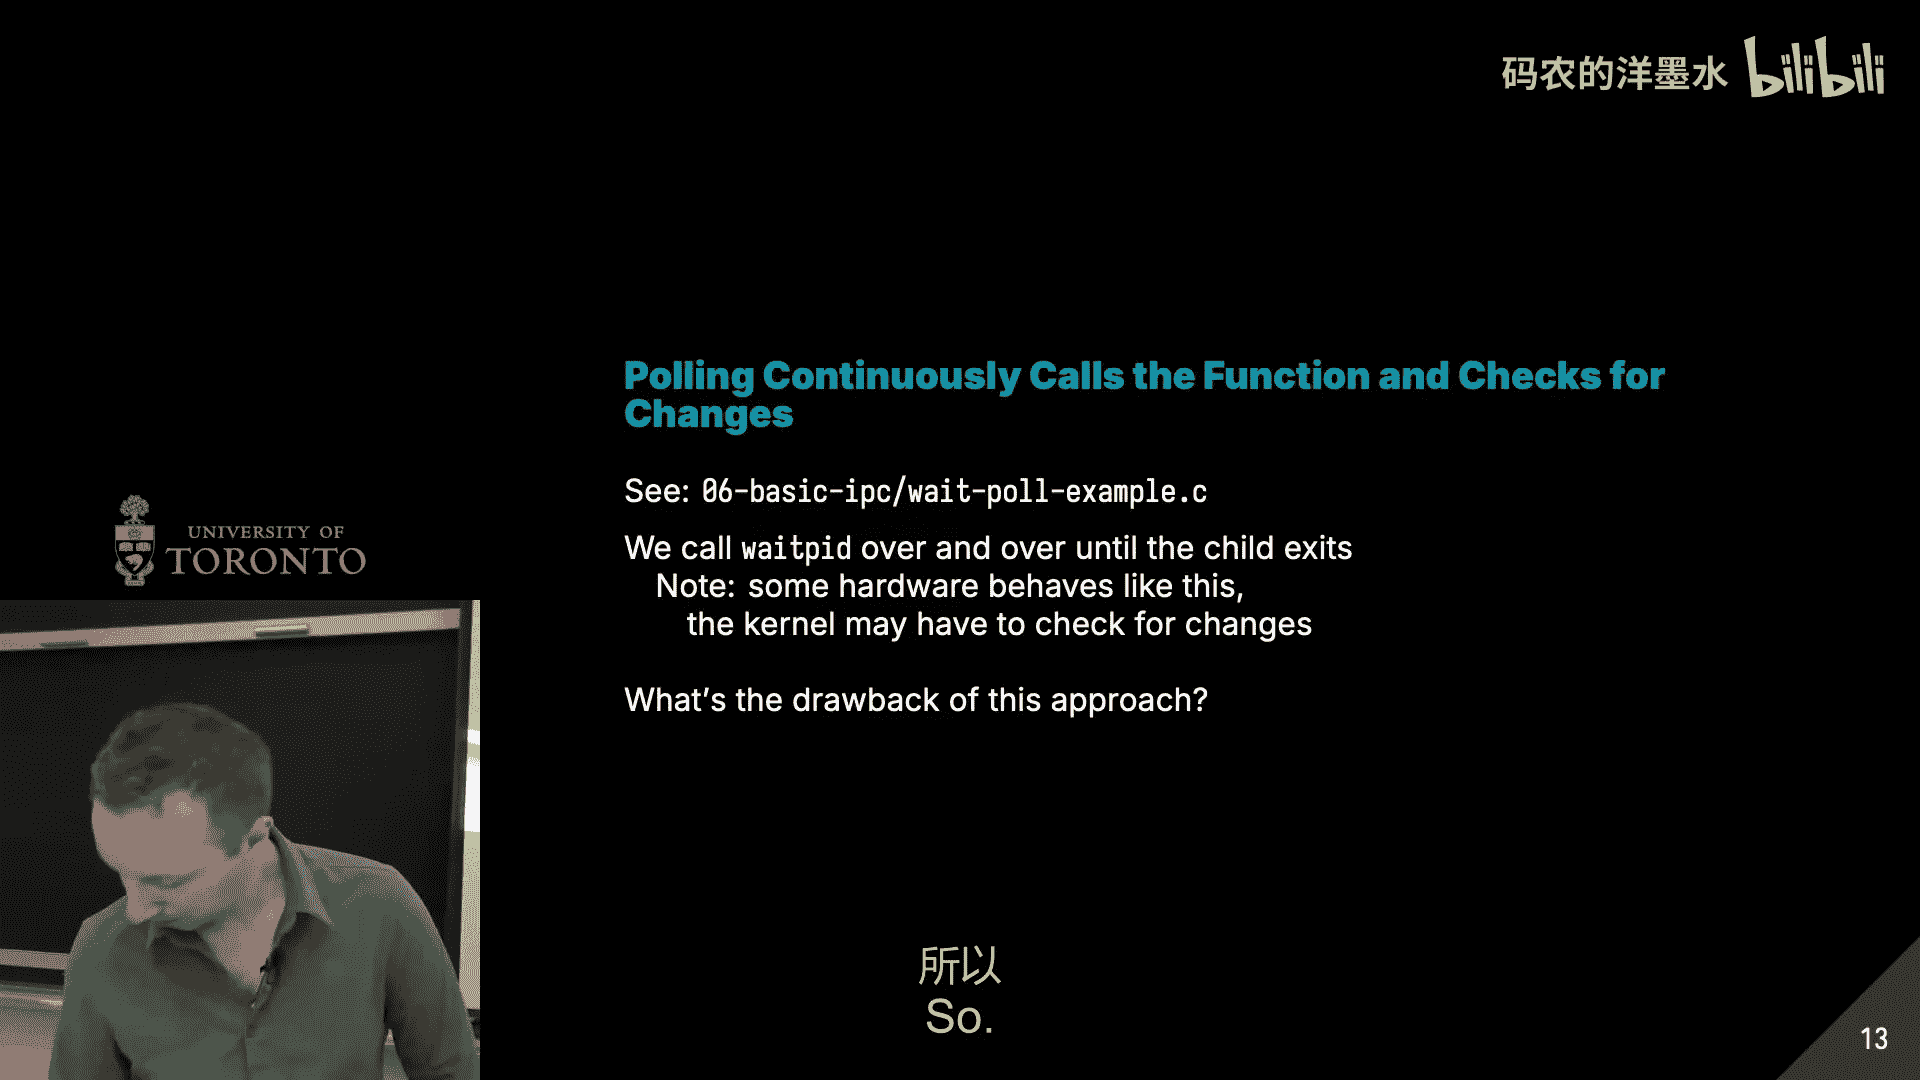 码农的洋墨水 bilibili
Polling Continuously Calls the Function and Checks for
Changes
See: 06-basic-ipc/wait-poll-example.c
We call waitpid over and over until the child exits
Note: some hardware behaves like this,
the kernel may have to check for changes
What's the drawback of this approach?
UNIVERSITY OF
TORONTO
所以
So.
13